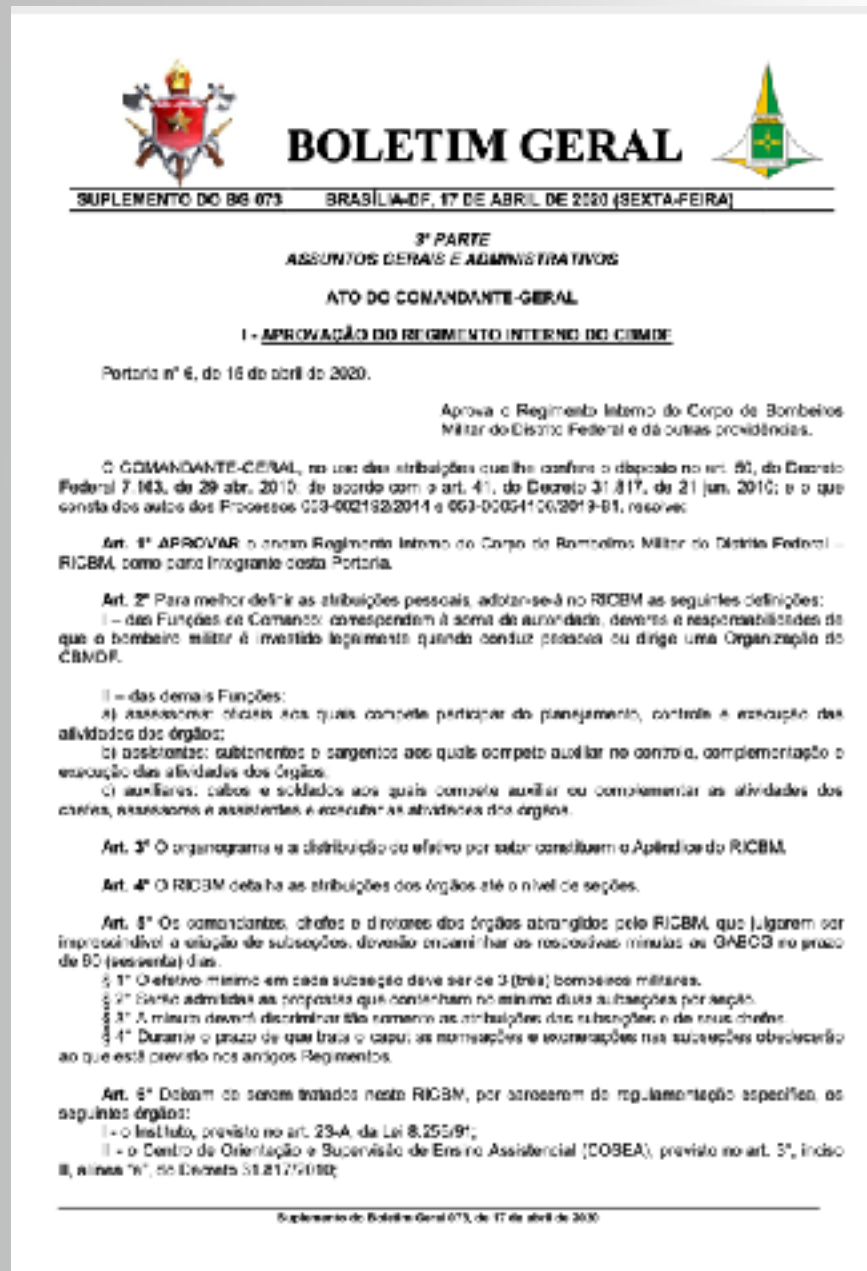 BOLETIM GERAL
SUPLEMENTO DO BG 073 BRASÍLIA-DF, 17 DE ABRIL DE 2020 (SEXTA-FEIRA)
3ª PARTE
ASSUNTOS GERAIS E ADMINISTRATIVOS
ATO DO COMANDANTE-GERAL
I - APROVAÇÃO DO REGIMENTO INTERNO DO CBMDF
Portaria nº 6, de 16 de abril de 2020.
Aprova o Regimento Interno do Corpo de Bombeiros
Militar do Distrito Federal e dá outras providências.
O COMANDANTE-GERAL, no uso das atribuições que lhe confere o disposto no art. 50, do Decreto
Federal 7.163, de 29 abr. 2010; de acordo com o art. 41, do Decreto 31.817, de 21 jun. 2010; e o que
consta dos autos dos Processos 053-002192/2014 e resolve:
Art. 1º APROVAR o anexo Regimento Interno do Corpo de Bombeiros Militar do Distrito Federal –
RICBM, como parte integrante desta Portaria.
Art. 2º Para melhor definir as atribuições pessoais, adotar-se-á no RICBM as seguintes definições:
I – das Funções de Comando: correspondem à soma de autoridade, deveres e responsabilidades de
que o bombeiro militar é investido legalmente quando conduz pessoas ou dirige uma Organização do
CBMDF.
II – das demais Funções:
a) assessores: oficiais aos quais compete participar do planejamento, controle e execução das
atividades dos órgãos;
b) assistentes: subtenentes e sargentos aos quais compete auxiliar no controle, complementação e
execução das atividades dos órgãos;
c) auxiliares: cabos e soldados aos quais compete auxiliar ou complementar as atividades dos
chefes, assessores e assistentes e executar as atividades dos órgãos.
Art. 3º O organograma e a distribuição do efetivo por setor constituem o Apêndice do RICBM.
Art. 4º O RICBM detalha as atribuições dos órgãos até o nível de seções.
Art. 5º Os comandantes, chefes e diretores dos órgãos abrangidos pelo RICBM, que julgarem ser
imprescindível a criação de subseções, deverão encaminhar as respectivas minutas ao GABCG no prazo
de 60 (sessenta) dias.
§ 1º O efetivo mínimo em cada subseção deve ser de 3 (três) bombeiros militares.
§ 2º Serão admitidas as propostas que contenham no mínimo duas subseções por seção.
§ 3º A minuta deverá discriminar tão somente as atribuições das subseções e de seus chefes.
§ 4º Durante o prazo de que trata o caput as nomeações e exonerações nas subseções obedecerão
ao que está previsto nos antigos Regimentos.
Art. 6º Deixam de serem tratados neste RICBM, por carecerem de regulamentação específica, os
seguintes órgãos:
I - o Instituto, previsto no art. 23-A, da Lei 8.255/91;
II - o Centro de Orientação e Supervisão de Ensino Assistencial (COSEA), previsto no art. 3º, inciso
II, alínea do Decreto 31.817/2010;
Suplemento do Boletim Geral 073, de 17 de abril de 2020